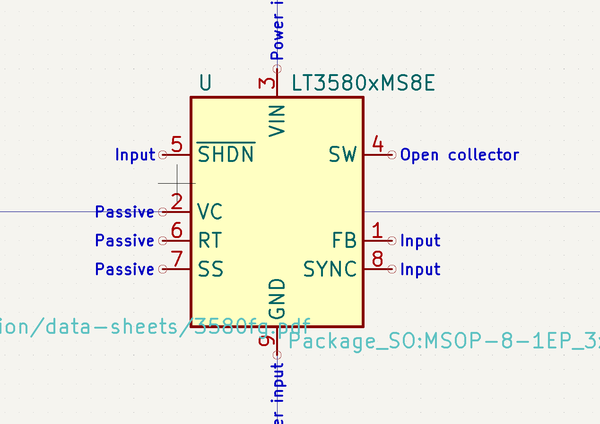 Power i
3
U LT3580xMS8E
VIN
Input 5 SHDN SW 4 Open collector
Passive 2 VC
Passive 6 RT FB 1 Input
Passive 7 SS SYNC 8 Input
GND
ion/data-sheets/3580fg.pdf
9 Package_SO:MSOP-8-1EP_3
er input